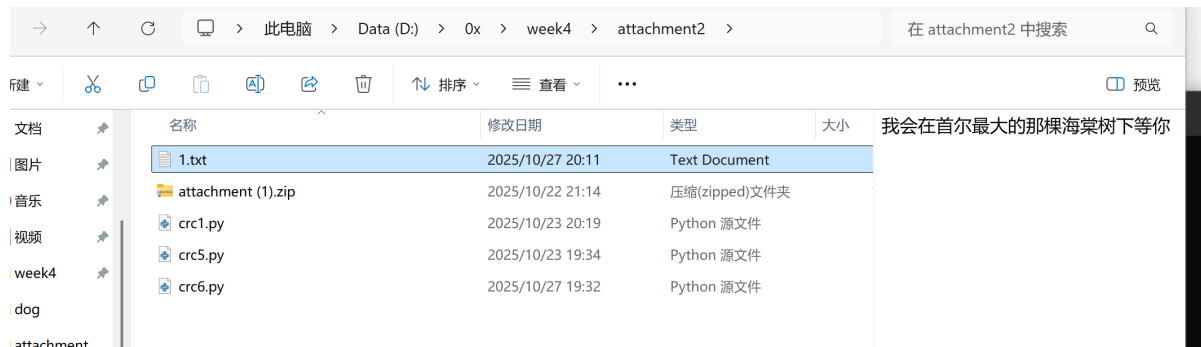 此电脑 > Data (D:) > 0x > week4 > attachment2 >
在 attachment2 中搜索
新建
排序
查看
预览
文档
图片
音乐
视频
week4
dog
attachment
名称 修改日期 类型 大小
1.txt 2025/10/27 20:11 Text Document
attachment (1).zip 2025/10/22 21:14 压缩(zipped)文件夹
crc1.py 2025/10/23 20:19 Python 源文件
crc5.py 2025/10/23 19:34 Python 源文件
crc6.py 2025/10/27 19:32 Python 源文件
我会在首尔最大的那棵海棠树下等你